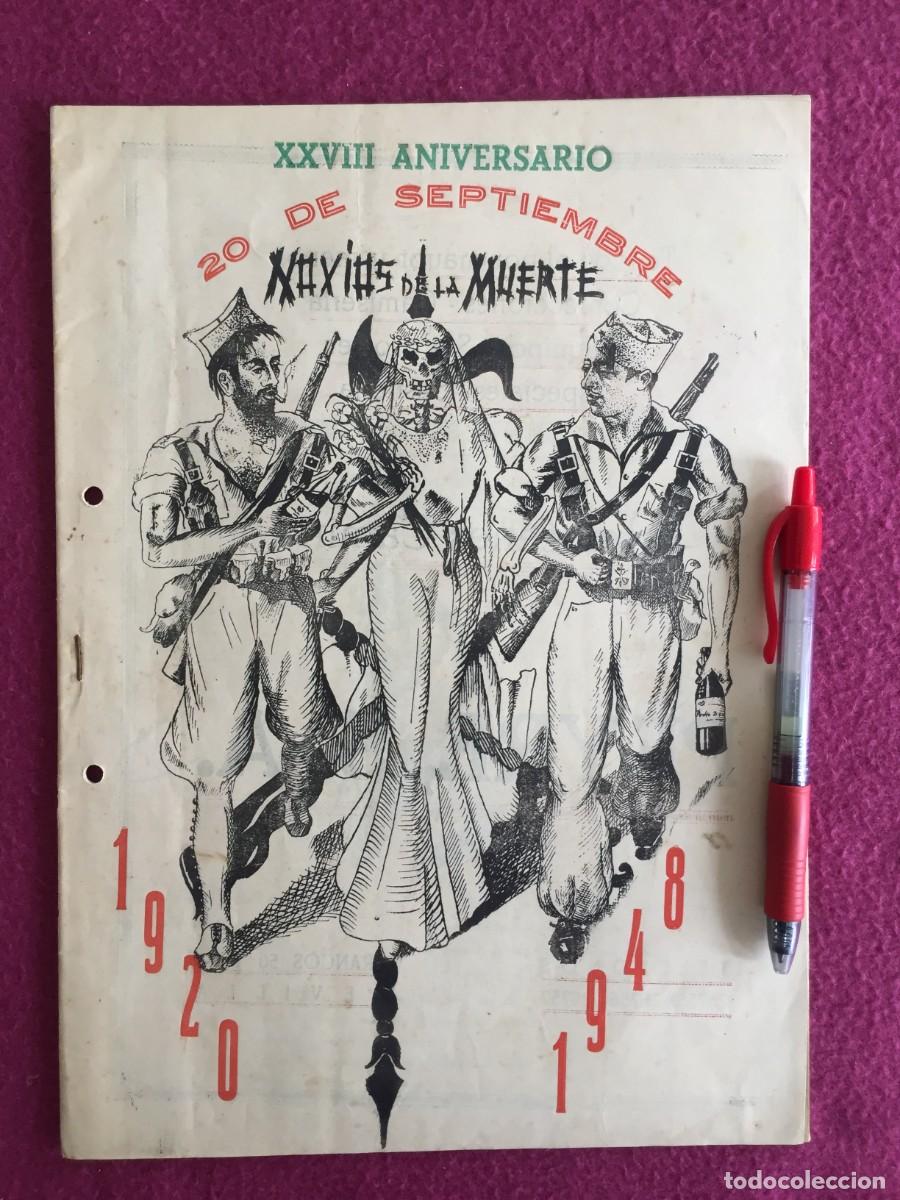 XXVIII ANIVERSARIO
20 DE SEPTIEMBRE
NOVIOS DE LA MUERTE
1920
1948
todocoleccion